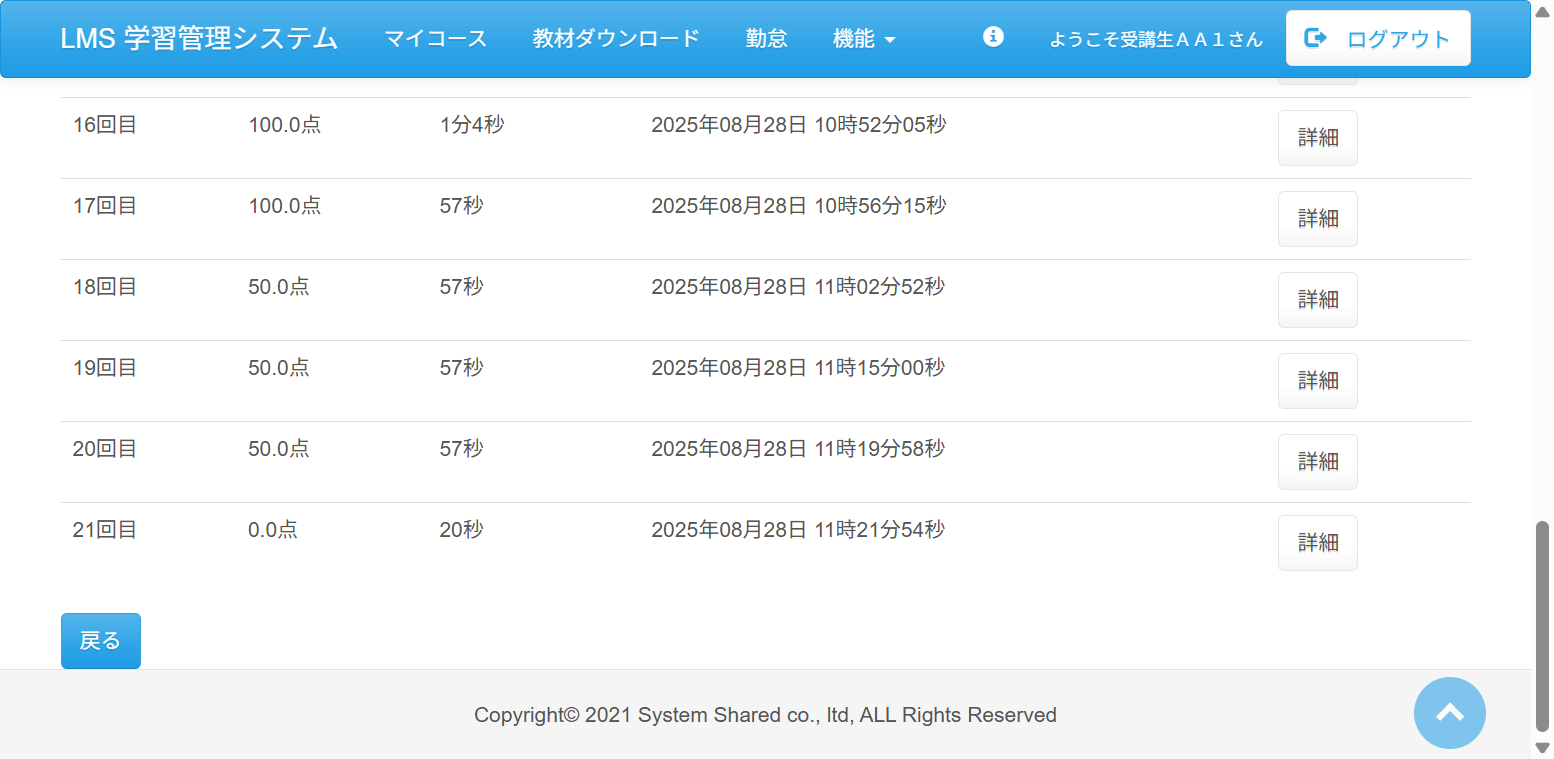 LMS 学習管理システム マイコース 教材ダウンロード 勤怠 機能 ようこそ受講生ＡＡ１さん ログアウト
16回目 100.0点 1分4秒 2025年08月28日 10時52分05秒 詳細
17回目 100.0点 57秒 2025年08月28日 10時56分15秒 詳細
18回目 50.0点 57秒 2025年08月28日 11時02分52秒 詳細
19回目 50.0点 57秒 2025年08月28日 11時15分00秒 詳細
20回目 50.0点 57秒 2025年08月28日 11時19分58秒 詳細
21回目 0.0点 20秒 2025年08月28日 11時21分54秒 詳細
戻る
Copyright© 2021 System Shared co., ltd, ALL Rights Reserved